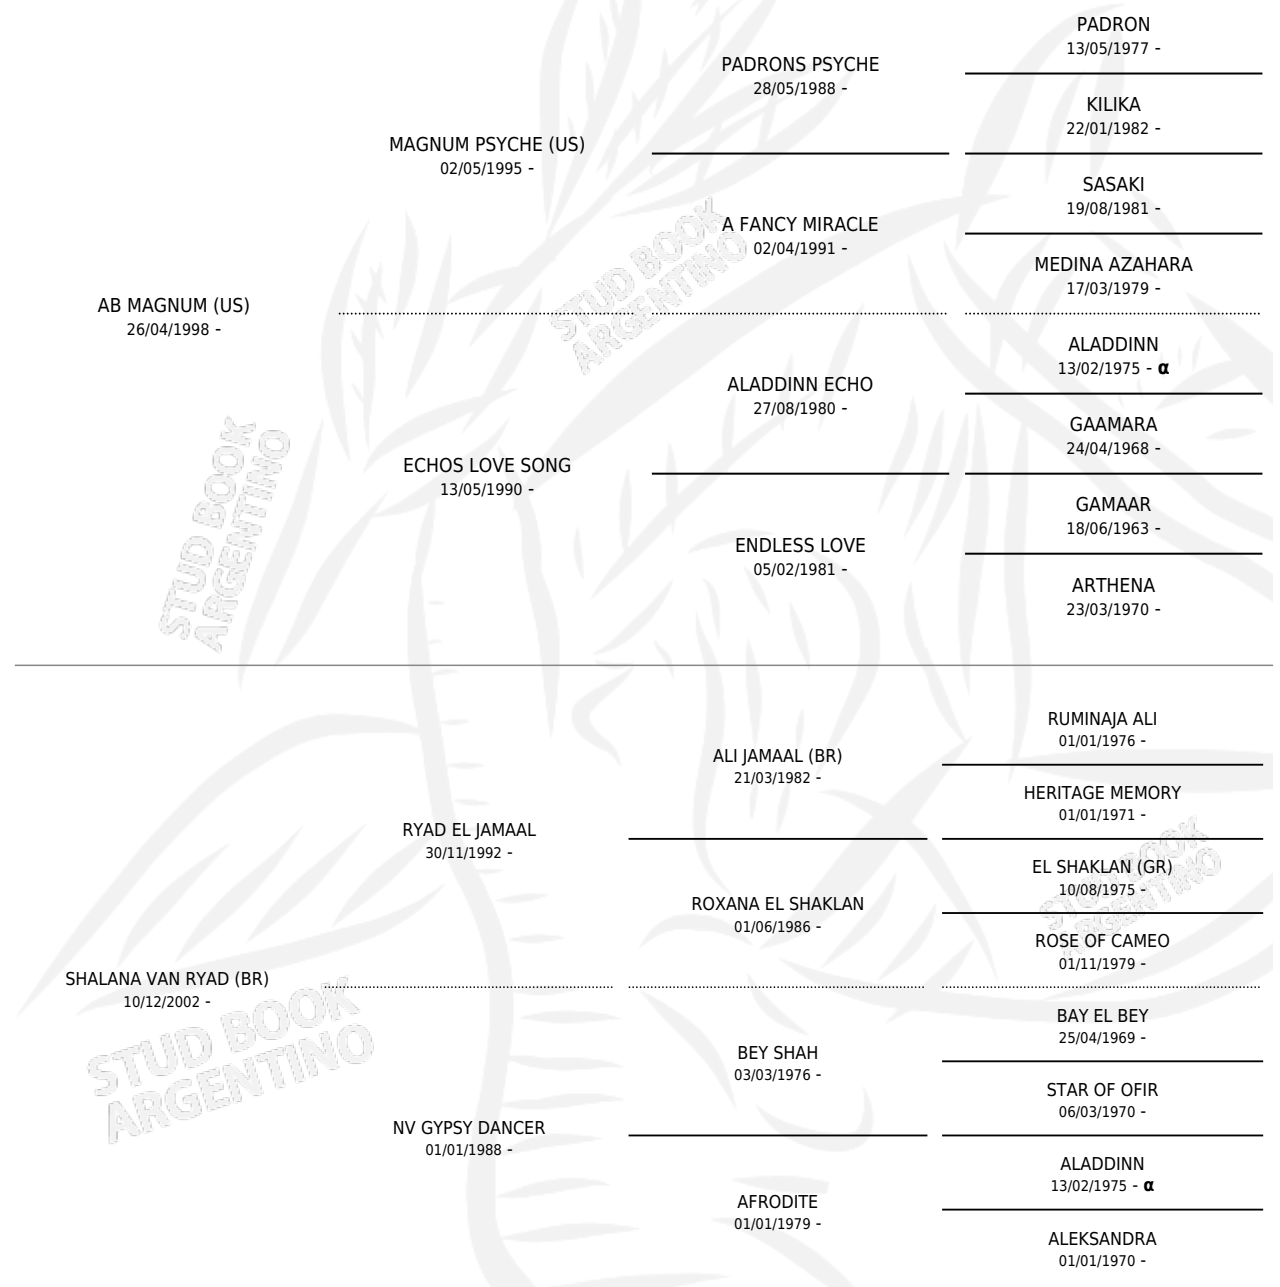 PADRON
13/05/1977 -
PADRONS PSYCHE
28/05/1988 -
KILIKA
22/01/1982 -
MAGNUM PSYCHE (US)
02/05/1995 -
SASAKI
19/08/1981 -
A FANCY MIRACLE
02/04/1991 -
MEDINA AZAHARA
17/03/1979 -
AB MAGNUM (US)
26/04/1998 -
ALADDINN
13/02/1975 - α
ALADDINN ECHO
27/08/1980 -
GAAMARA
24/04/1968 -
ECHOS LOVE SONG
13/05/1990 -
GAMAAR
18/06/1963 -
ENDLESS LOVE
05/02/1981 -
ARTHENA
23/03/1970 -
RUMINAJA ALI
01/01/1976 -
ALI JAMAAL (BR)
21/03/1982 -
HERITAGE MEMORY
01/01/1971 -
RYAD EL JAMAAL
30/11/1992 -
EL SHAKLAN (GR)
10/08/1975 -
ROXANA EL SHAKLAN
01/06/1986 -
ROSE OF CAMEO
01/11/1979 -
SHALANA VAN RYAD (BR)
10/12/2002 -
BAY EL BEY
25/04/1969 -
BEY SHAH
03/03/1976 -
STAR OF OFIR
06/03/1970 -
NV GYPSY DANCER
01/01/1988 -
ALADDINN
13/02/1975 - α
AFRODITE
01/01/1979 -
ALEKSANDRA
01/01/1970 -
STUD BOOK
ARGENTINO
STUD BOOK
ARGENTINO
STUD BOOK
ARGENTINO
STUD BOOK
ARGENTINO